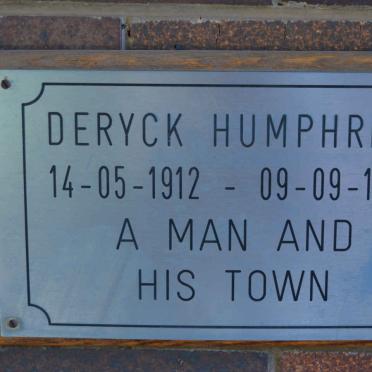 DERYCK HUMPHR
14-05-1912 - 09-09-1
A MAN AND
HIS TOWN